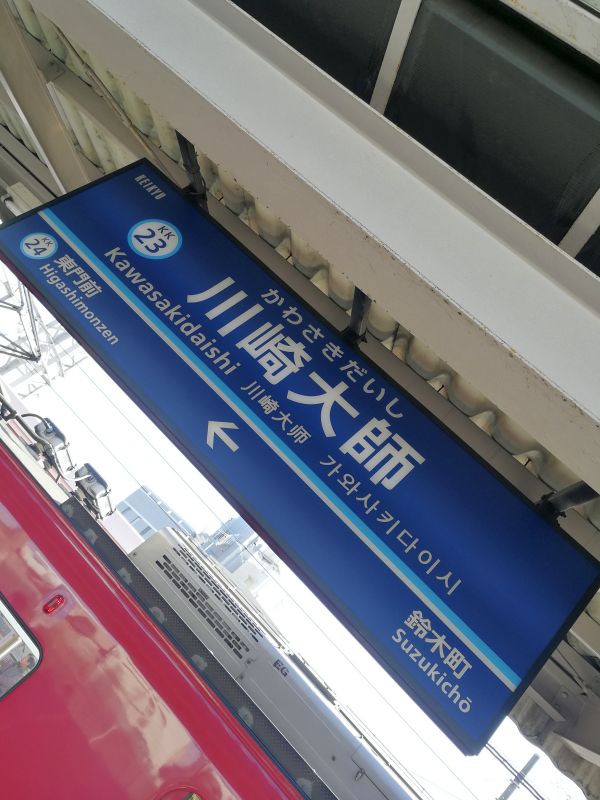 KEIKYU
KK
23
かわさきだいし
川崎大師
Kawasakidaishi
川崎大师
가와사키다이시
KK
24
東門前
Higashimonzen
鈴木町
Suzukichō
EG